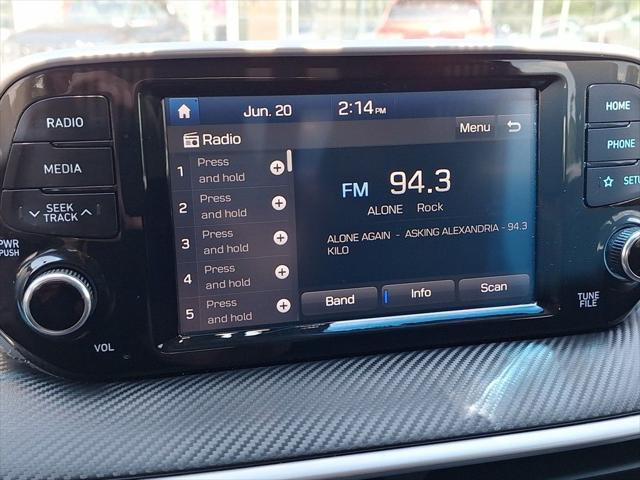 RADIO
MEDIA
SEEK
TRACK
PWR
PUSH
VOL
Jun. 20
2:14 PM
Radio
Menu
1 Press
and hold
2 Press
and hold
3 Press
and hold
4 Press
and hold
5 Press
and hold
FM 94.3
ALONE Rock
ALONE AGAIN - ASKING ALEXANDRIA - 94.3
KILO
Band
Info
Scan
HOME
PHONE
SETU
TUNE
FILE